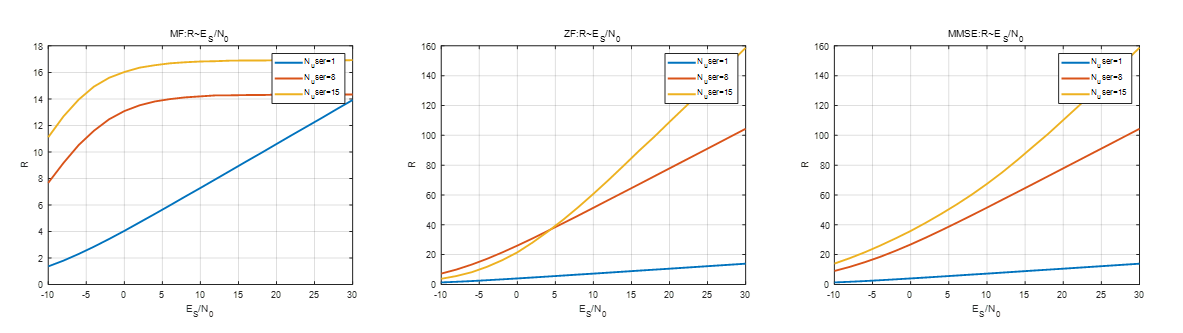 MF:R~E_S/N_0
18
16
14
12
10
8
6
4
2
0
R
-10 -5 0 5 10 15 20 25 30
E_S/N_0
N_user=1
N_user=8
N_user=15
ZF:R~E_S/N_0
160
140
120
100
80
60
40
20
0
R
-10 -5 0 5 10 15 20 25 30
E_S/N_0
N_user=1
N_user=8
N_user=15
MMSE:R~E_S/N_0
160
140
120
100
80
60
40
20
0
R
-10 -5 0 5 10 15 20 25 30
E_S/N_0
N_user=1
N_user=8
N_user=15